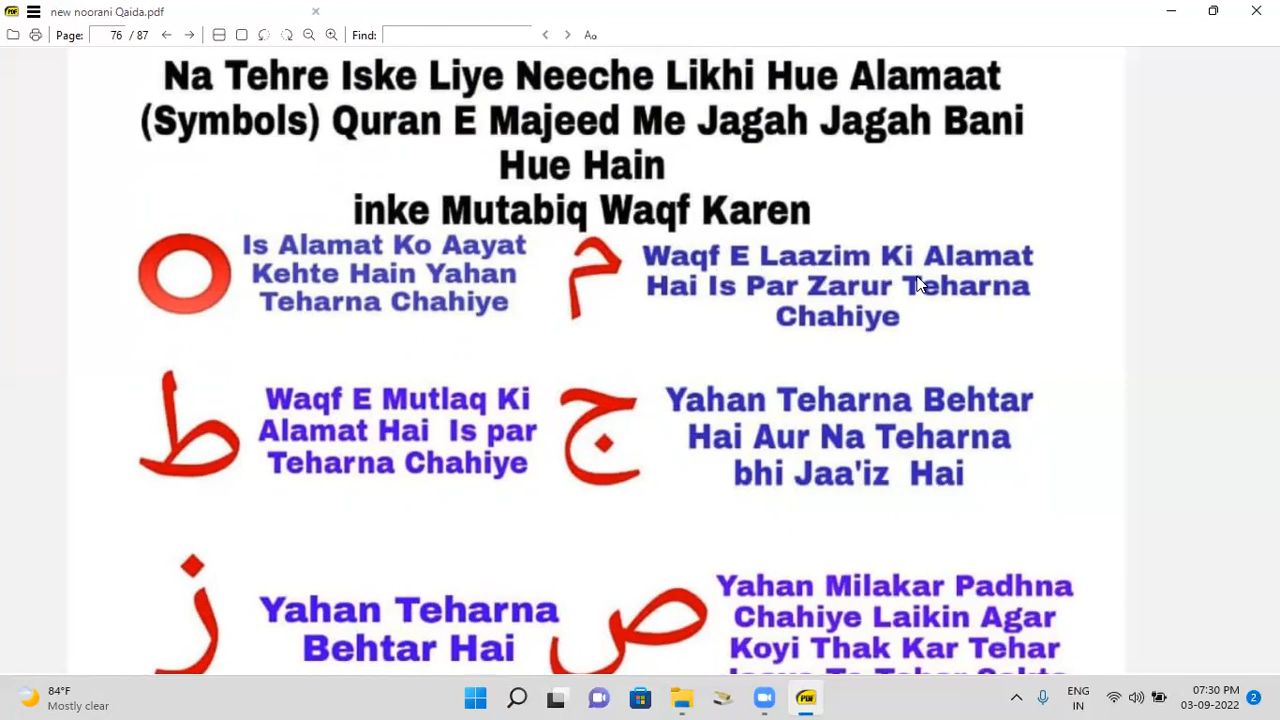 new noorani Qaida.pdf
Page: 76 / 87
Find:
Aa
Na Tehre Iske Liye Neeche Likhi Hue Alamaat
(Symbols) Quran E Majeed Me Jagah Jagah Bani
Hue Hain
inke Mutabiq Waqf Karen
Is Alamat Ko Aayat
Kehte Hain Yahan
Teharna Chahiye
م
Waqf E Laazim Ki Alamat
Hai Is Par Zarur Teharna
Chahiye
ط
Waqf E Mutlaq Ki
Alamat Hai Is par
Teharna Chahiye
ج
Yahan Teharna Behtar
Hai Aur Na Teharna
bhi Jaa'iz Hai
ز
Yahan Teharna
Behtar Hai
ص
Yahan Milakar Padhna
Chahiye Laikin Agar
Koyi Thak Kar Tehar
84°F
Mostly clear
ENG
IN
07:30 PM
2